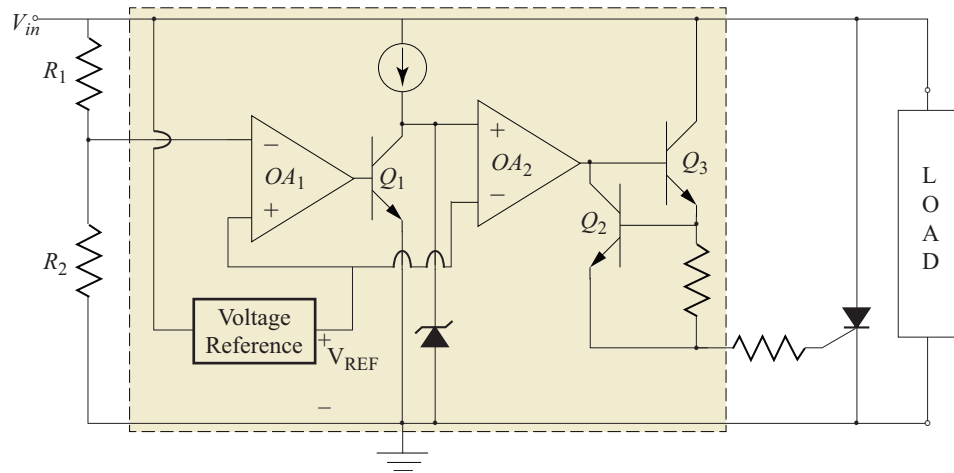 V_in
R_1
R_2
−
OA_1
+
Q_1
+
OA_2
−
Q_2
Q_3
Voltage
Reference
+
V_REF
−
L
O
A
D